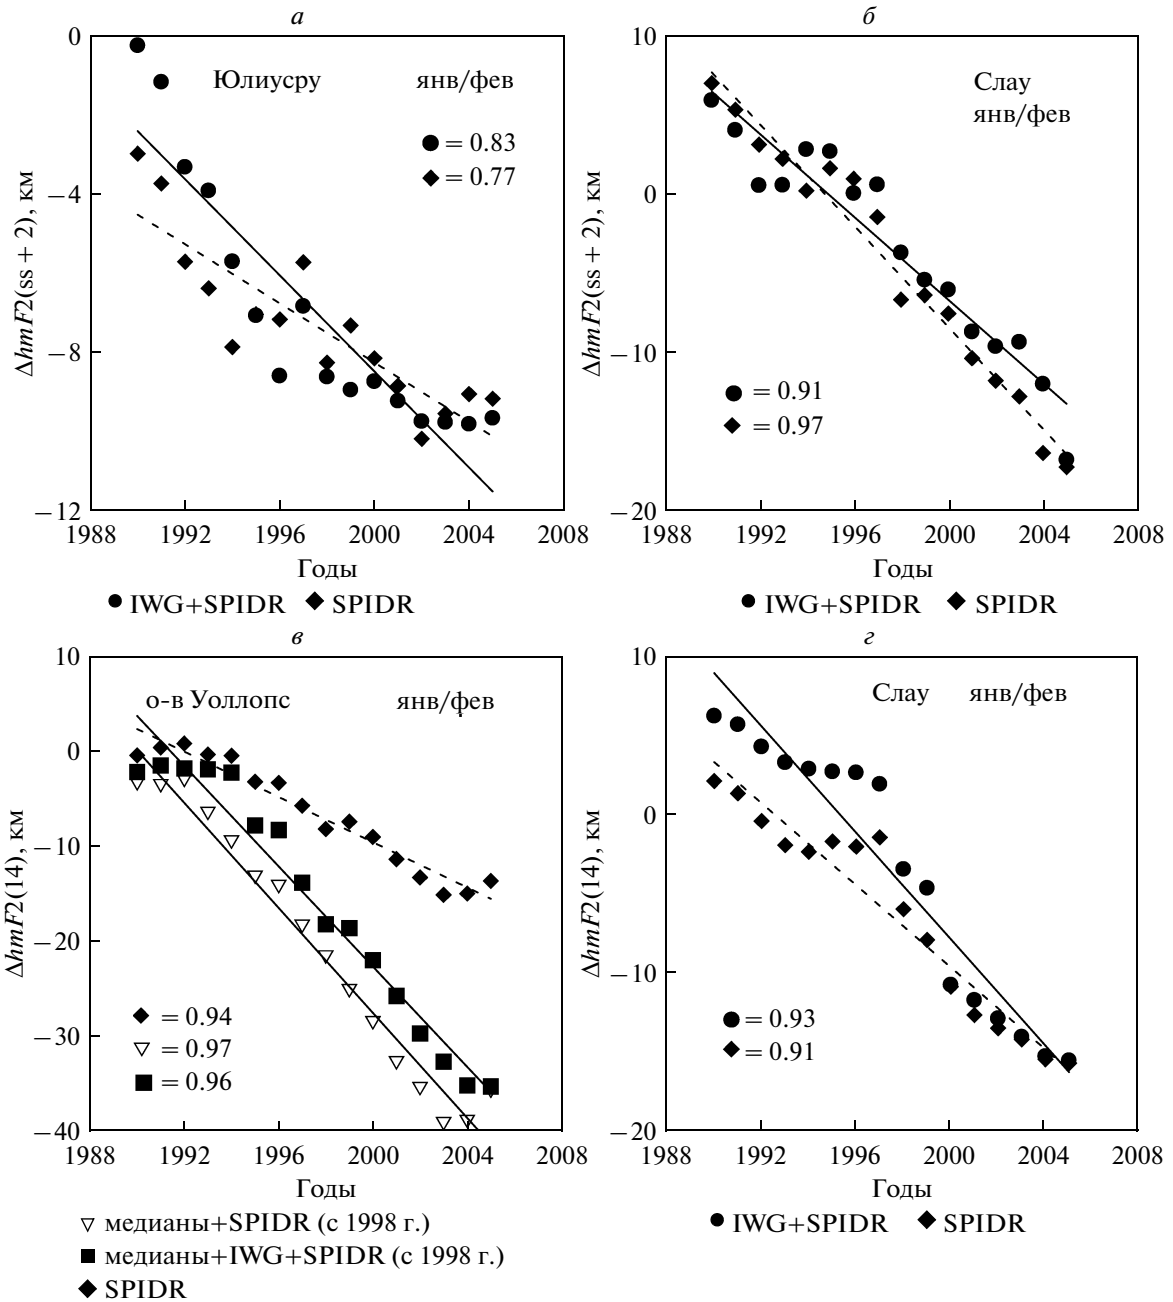 а
0
−4
−8
−12
ΔhmF2(ss + 2), км
Юлиусру янв/фев
= 0.83
= 0.77
1988 1992 1996 2000 2004 2008
Годы
IWG+SPIDR SPIDR
б
10
0
−10
−20
ΔhmF2(ss + 2), км
Слау
янв/фев
= 0.91
= 0.97
1988 1992 1996 2000 2004 2008
Годы
IWG+SPIDR SPIDR
в
10
0
−10
−20
−30
−40
ΔhmF2(14), км
о-в Уоллопс янв/фев
= 0.94
= 0.97
= 0.96
1988 1992 1996 2000 2004 2008
Годы
медианы+SPIDR (с 1998 г.)
медианы+IWG+SPIDR (с 1998 г.)
SPIDR
г
10
0
−10
−20
ΔhmF2(14), км
Слау янв/фев
= 0.93
= 0.91
1988 1992 1996 2000 2004 2008
Годы
IWG+SPIDR SPIDR